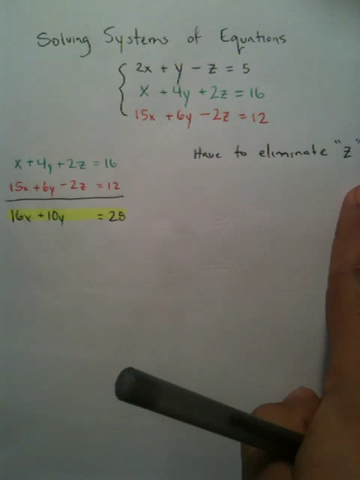 Solving Systems of Equations
2x + y - z = 5
x + 4y + 2z = 16
15x + 6y - 2z = 12
Have to eliminate "z"
x + 4y + 2z = 16
15x + 6y - 2z = 12
16x + 10y = 28